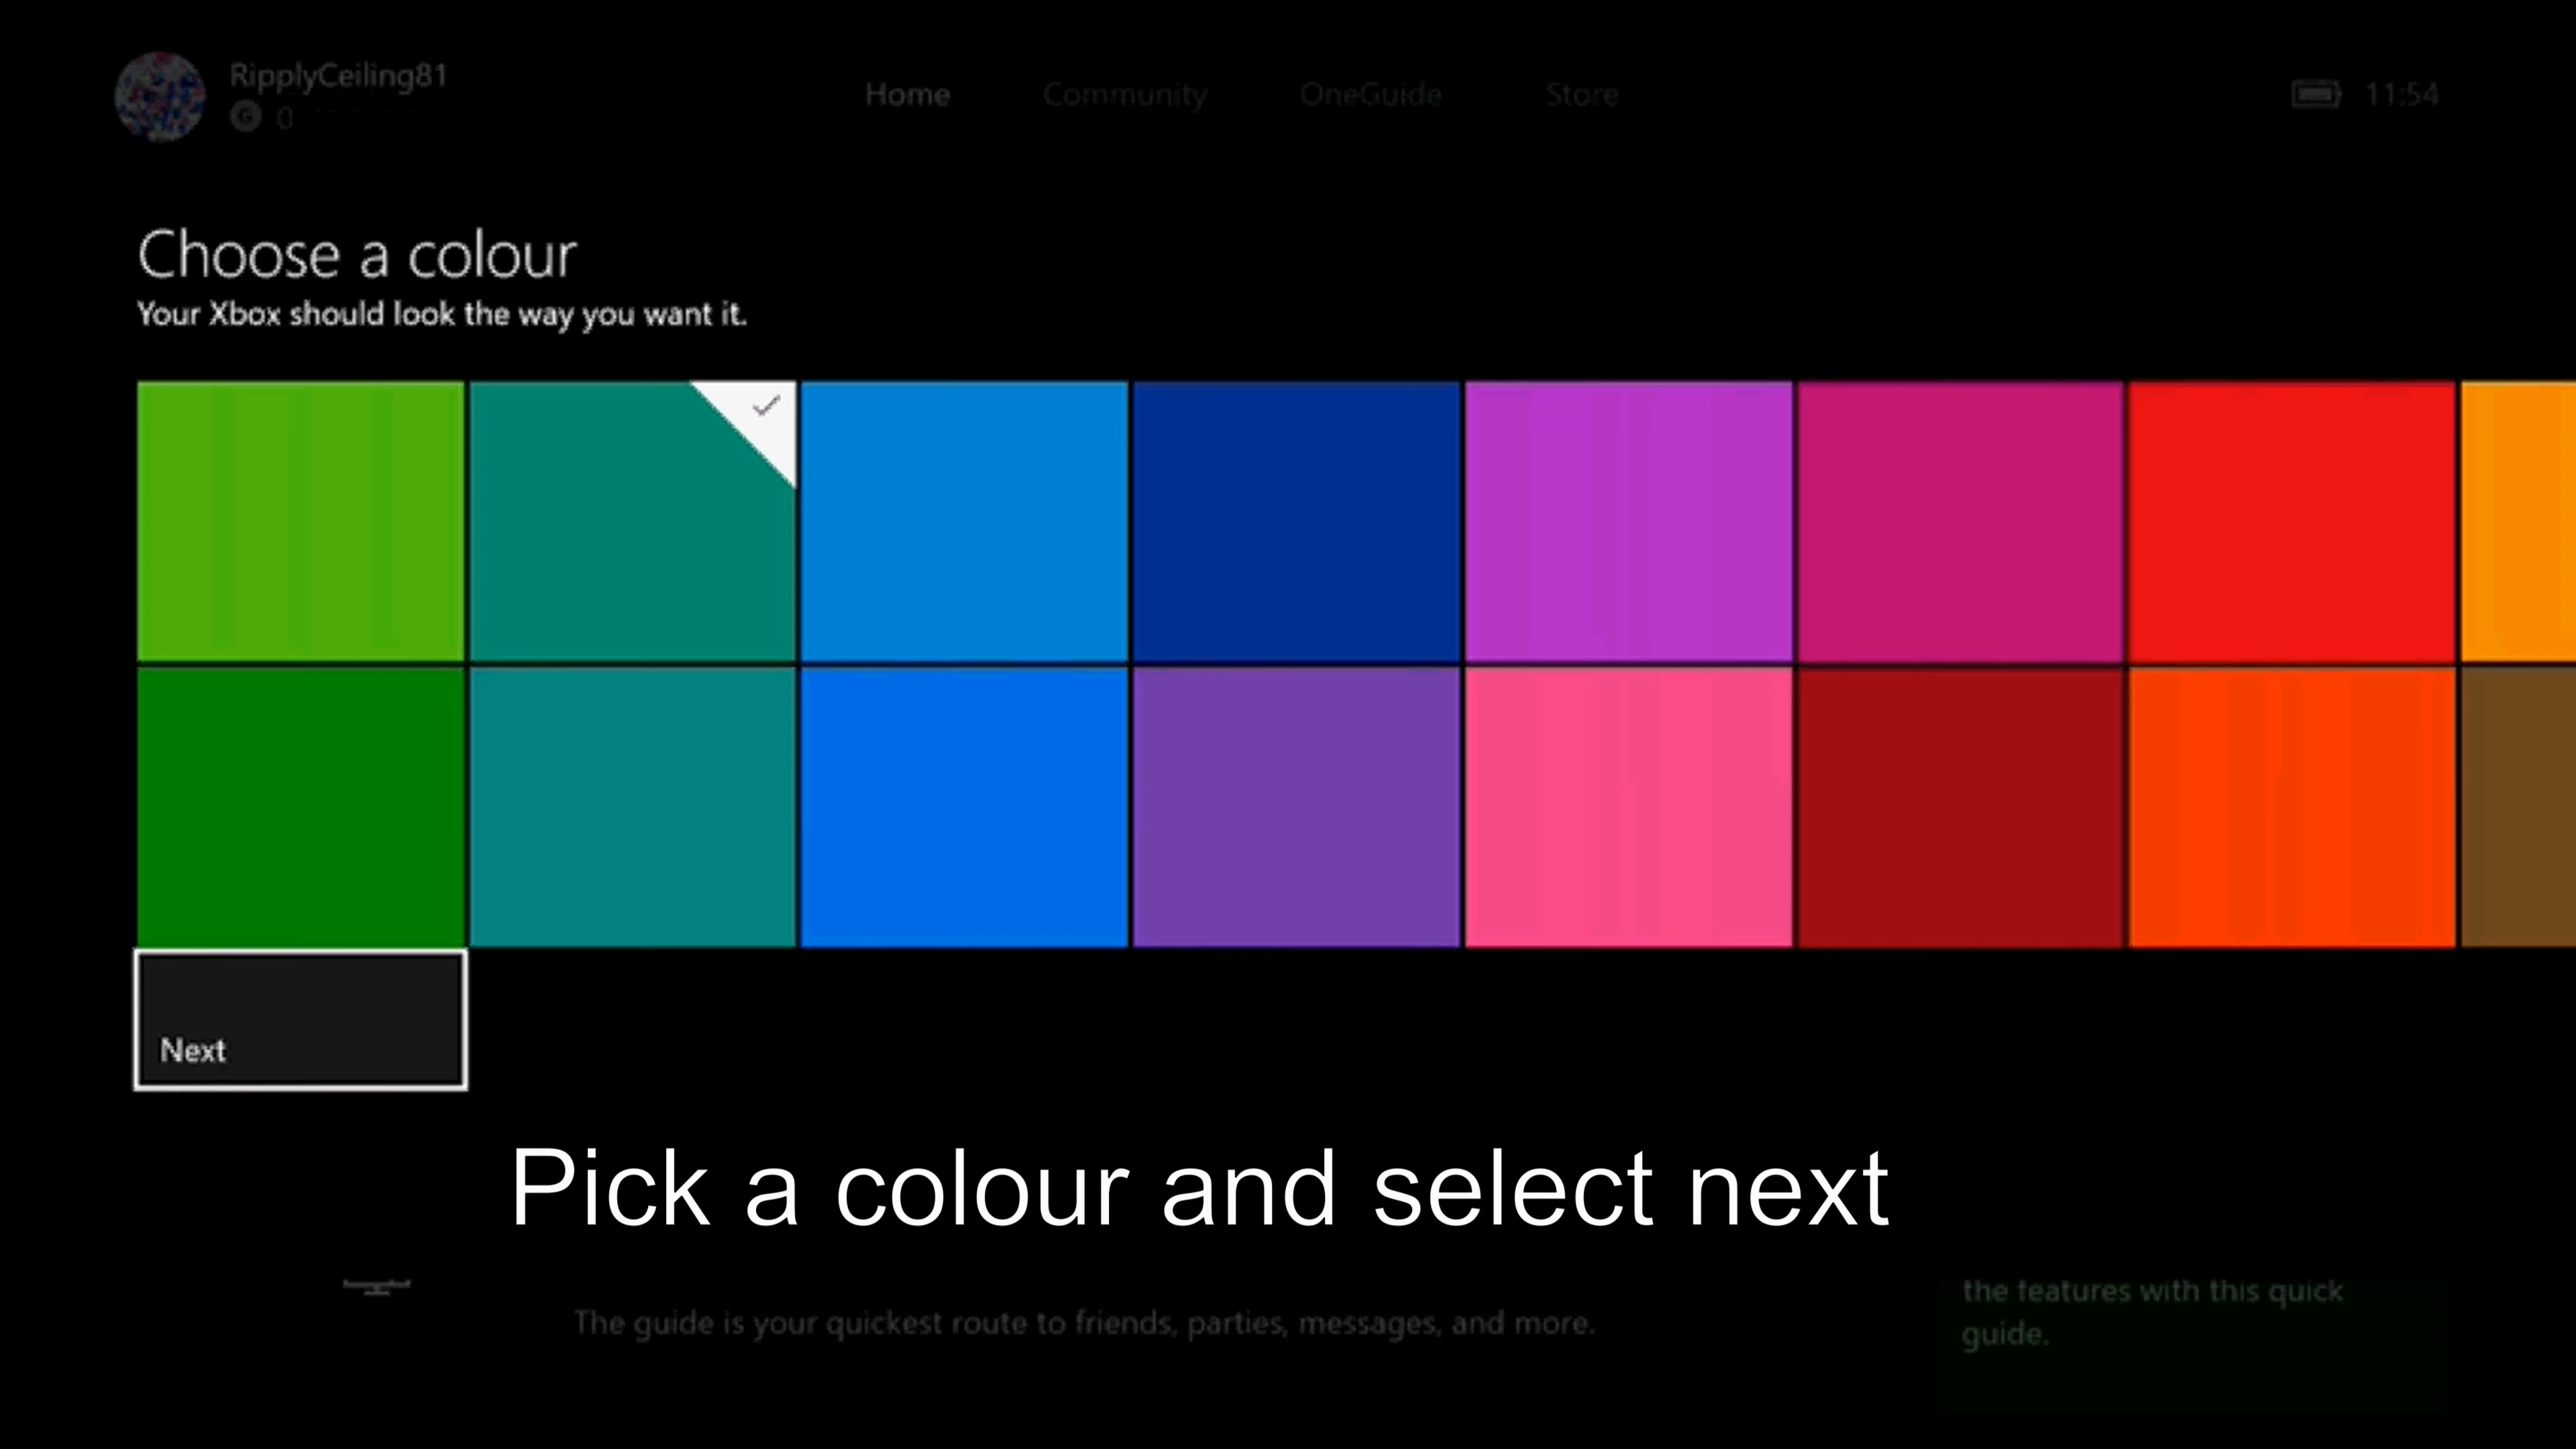 RipplyCeiling81
G 0
Home Community OneGuide Store
11:54
Choose a colour
Your Xbox should look the way you want it.
Next
Pick a colour and select next
the features with this quick
guide.
The guide is your quickest route to friends, parties, messages, and more.